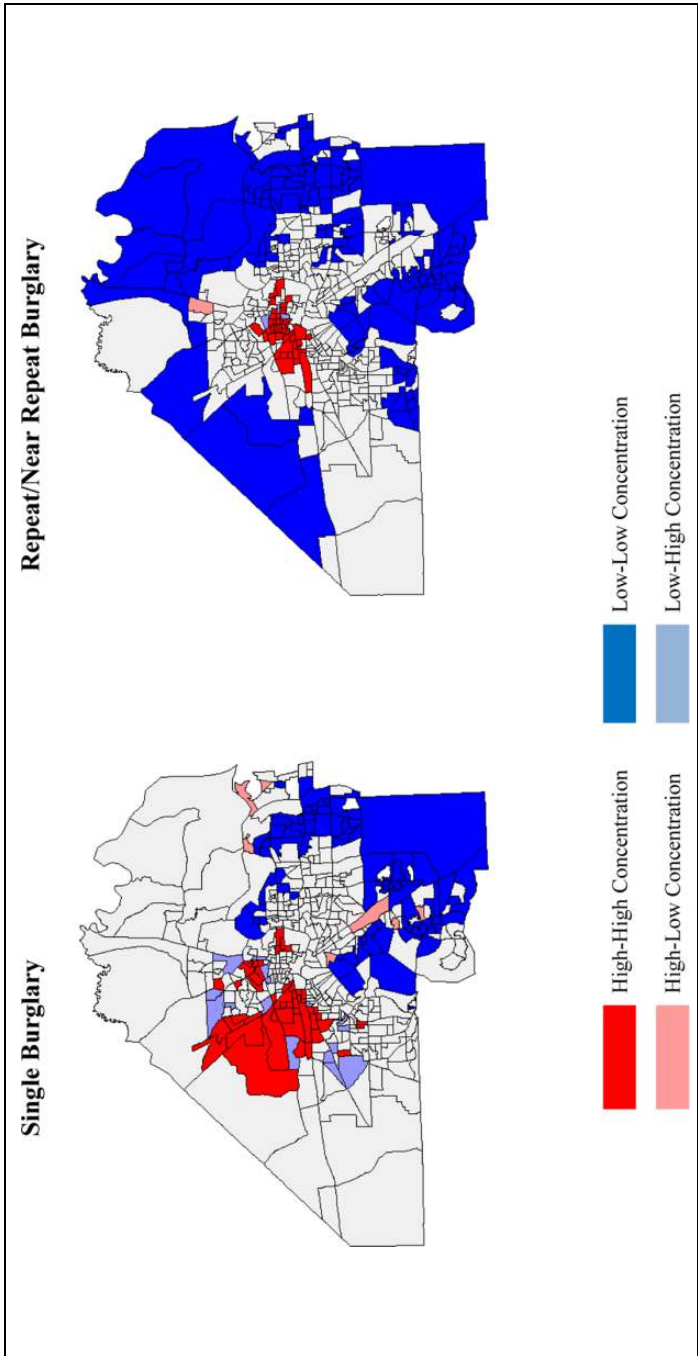 Single Burglary
Repeat/Near Repeat Burglary
High-High Concentration
Low-Low Concentration
High-Low Concentration
Low-High Concentration